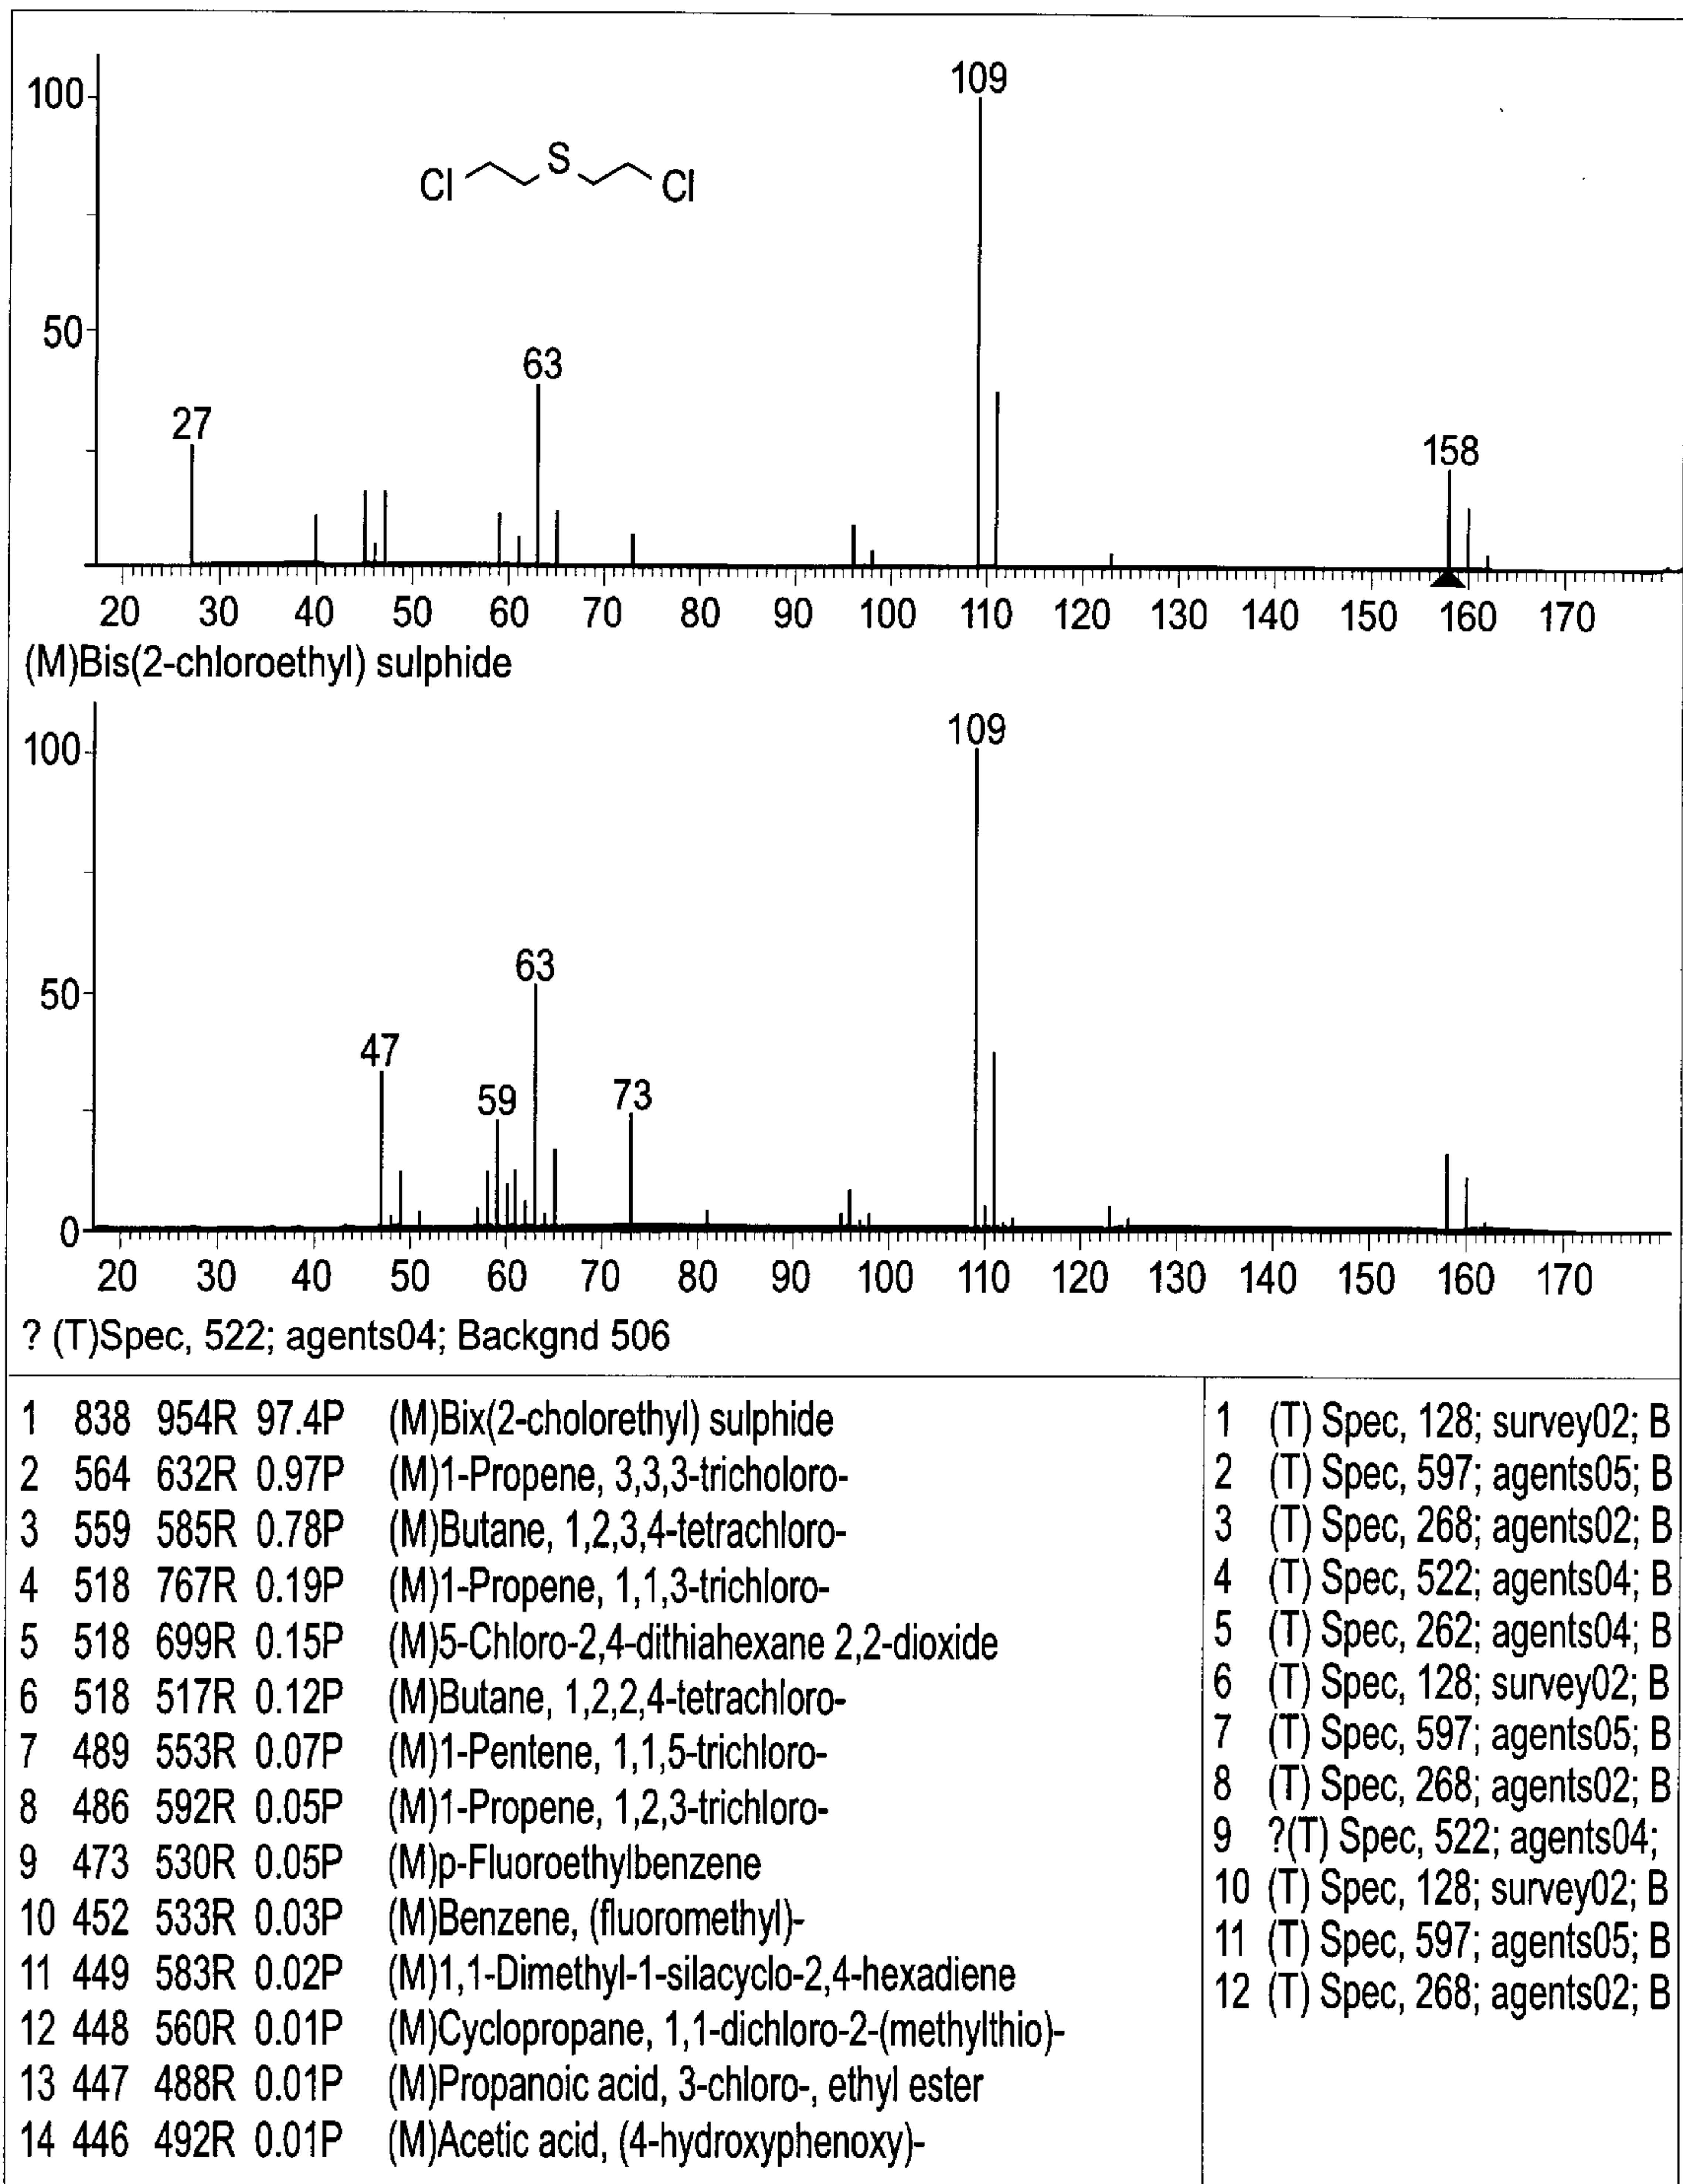 100
109
Cl S Cl
50
63
27
158
20 30 40 50 60 70 80 90 100 110 120 130 140 150 160 170
(M)Bis(2-chloroethyl) sulphide
100
109
63
50
47
59
73
0
20 30 40 50 60 70 80 90 100 110 120 130 140 150 160 170
? (T)Spec, 522; agents04; Backgnd 506
1 838 954R 97.4P (M)Bix(2-cholorethyl) sulphide
2 564 632R 0.97P (M)1-Propene, 3,3,3-tricholoro-
3 559 585R 0.78P (M)Butane, 1,2,3,4-tetrachloro-
4 518 767R 0.19P (M)1-Propene, 1,1,3-trichloro-
5 518 699R 0.15P (M)5-Chloro-2,4-dithiahexane 2,2-dioxide
6 518 517R 0.12P (M)Butane, 1,2,2,4-tetrachloro-
7 489 553R 0.07P (M)1-Pentene, 1,1,5-trichloro-
8 486 592R 0.05P (M)1-Propene, 1,2,3-trichloro-
9 473 530R 0.05P (M)p-Fluoroethylbenzene
10 452 533R 0.03P (M)Benzene, (fluoromethyl)-
11 449 583R 0.02P (M)1,1-Dimethyl-1-silacyclo-2,4-hexadiene
12 448 560R 0.01P (M)Cyclopropane, 1,1-dichloro-2-(methylthio)-
13 447 488R 0.01P (M)Propanoic acid, 3-chloro-, ethyl ester
14 446 492R 0.01P (M)Acetic acid, (4-hydroxyphenoxy)-
1 (T) Spec, 128; survey02; B
2 (T) Spec, 597; agents05; B
3 (T) Spec, 268; agents02; B
4 (T) Spec, 522; agents04; B
5 (T) Spec, 262; agents04; B
6 (T) Spec, 128; survey02; B
7 (T) Spec, 597; agents05; B
8 (T) Spec, 268; agents02; B
9 ?(T) Spec, 522; agents04;
10 (T) Spec, 128; survey02; B
11 (T) Spec, 597; agents05; B
12 (T) Spec, 268; agents02; B